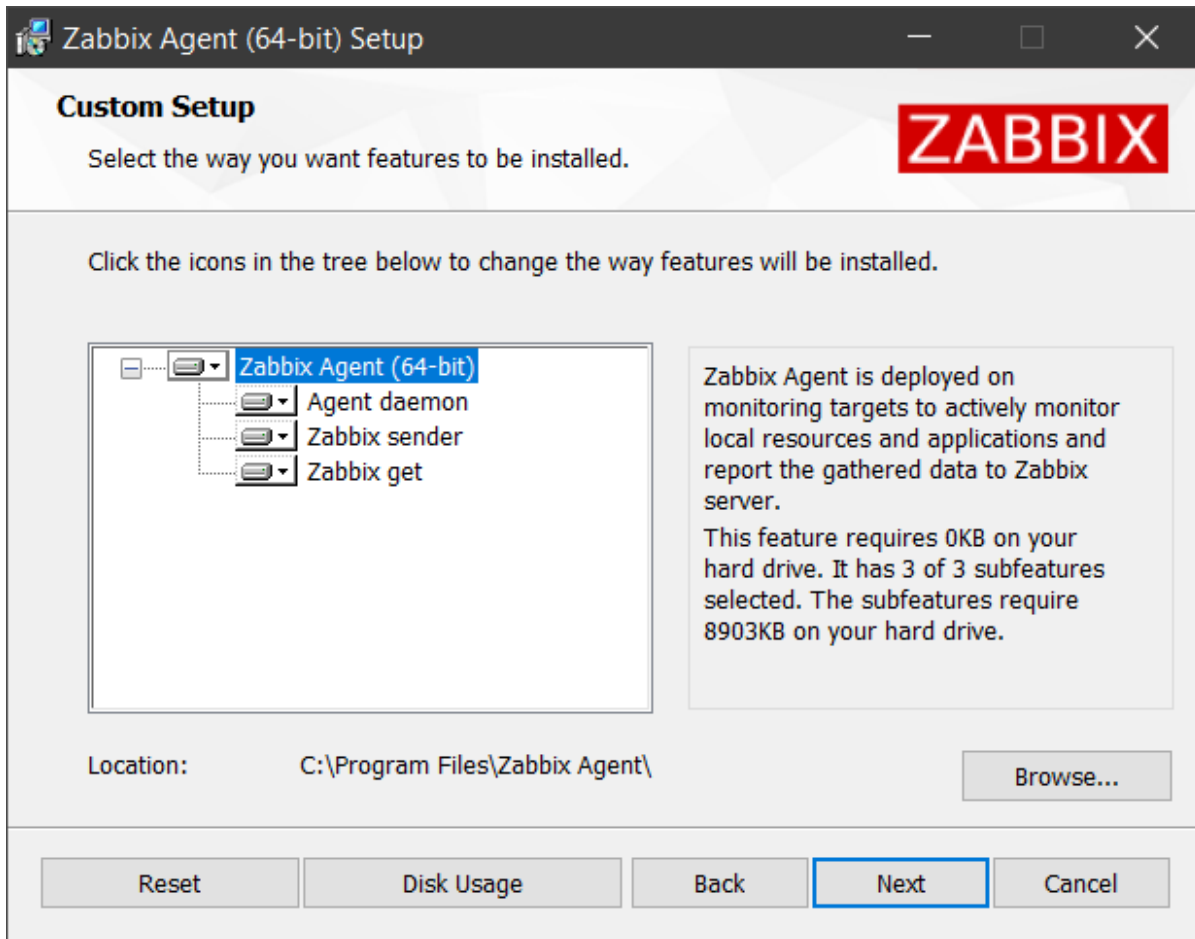 Zabbix Agent (64-bit) Setup
Custom Setup
Select the way you want features to be installed.
ZABBIX
Click the icons in the tree below to change the way features will be installed.
Zabbix Agent (64-bit)
Agent daemon
Zabbix sender
Zabbix get
Zabbix Agent is deployed on
monitoring targets to actively monitor
local resources and applications and
report the gathered data to Zabbix
server.
This feature requires 0KB on your
hard drive. It has 3 of 3 subfeatures
selected. The subfeatures require
8903KB on your hard drive.
Location: C:\Program Files\Zabbix Agent\
Browse...
Reset Disk Usage Back Next Cancel